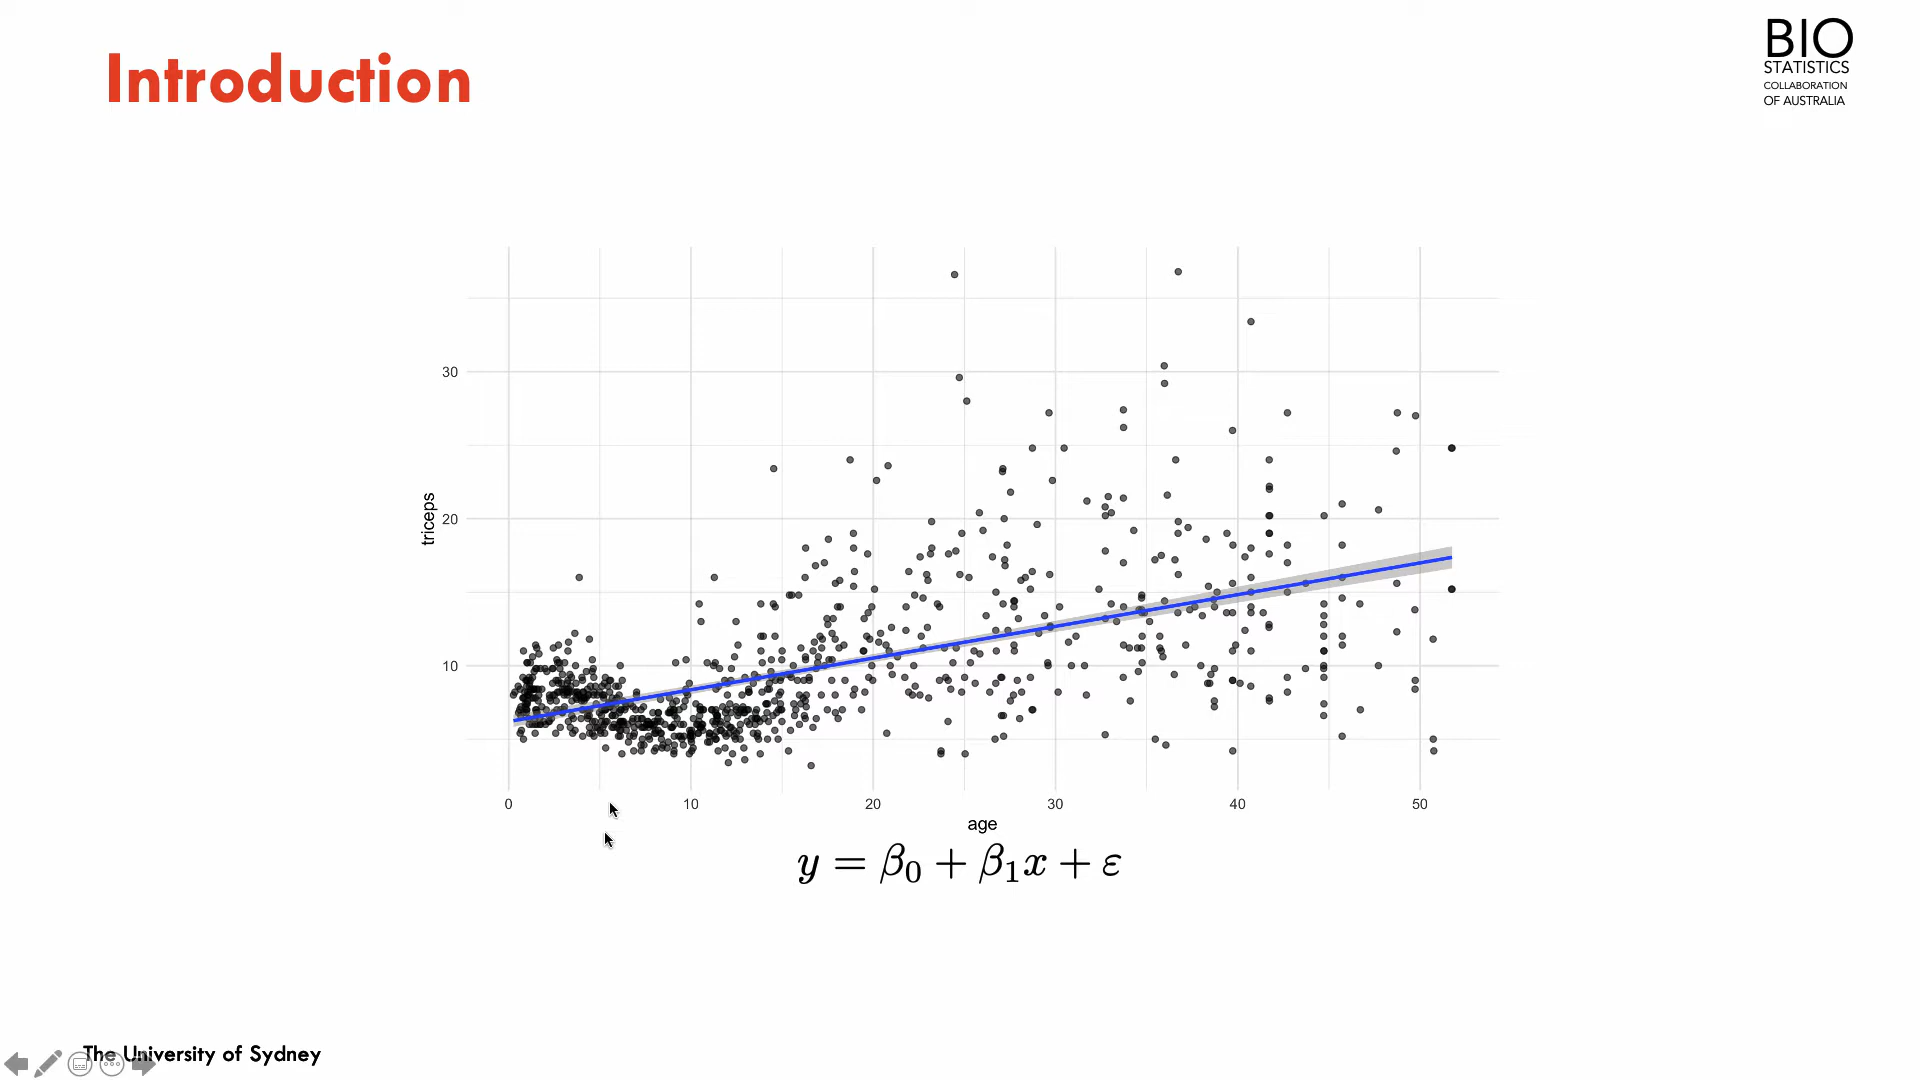 Introduction
BIO
STATISTICS
COLLABORATION
OF AUSTRALIA
30
20
10
triceps
0 10 20 30 40 50
age
y = β₀ + β₁x + ε
The University of Sydney